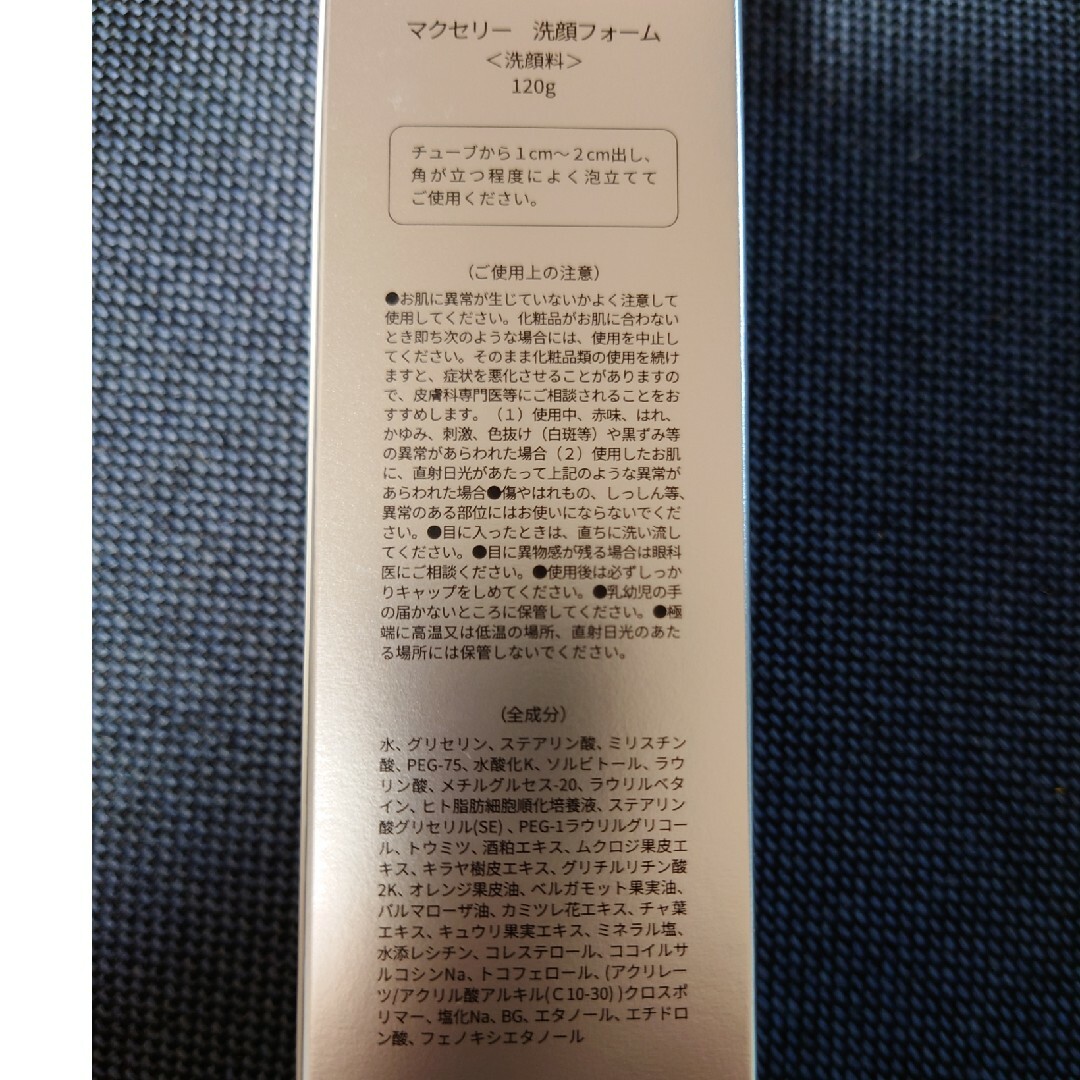 マクセリー　洗顔フォーム
＜洗顔料＞
120g
チューブから１cm～２cm出し、
角が立つ程度によく泡立てて
ご使用ください。
（ご使用上の注意）
●お肌に異常が生じていないかよく注意して
使用してください。化粧品がお肌に合わない
とき即ち次のような場合には、使用を中止し
てください。そのまま化粧品類の使用を続け
ますと、症状を悪化させることがありますの
で、皮膚科専門医等にご相談されることをお
すすめします。（１）使用中、赤味、はれ、
かゆみ、刺激、色抜け（白斑等）や黒ずみ等
の異常があらわれた場合（２）使用したお肌
に、直射日光があたって上記のような異常が
あらわれた場合●傷やはれもの、しっしん等、
異常のある部位にはお使いにならないでくだ
さい。●目に入ったときは、直ちに洗い流し
てください。●目に異物感が残る場合は眼科
医にご相談ください。●使用後は必ずしっか
りキャップをしめてください。●乳幼児の手
の届かないところに保管してください。●極
端に高温又は低温の場所、直射日光のあた
る場所には保管しないでください。
（全成分）
水、グリセリン、ステアリン酸、ミリスチン
酸、PEG-75、水酸化K、ソルビトール、ラウ
リン酸、メチルグルセス-20、ラウリルベタ
イン、ヒト脂肪細胞順化培養液、ステアリン
酸グリセリル(SE) 、PEG-1ラウリルグリコー
ル、トウミツ、酒粕エキス、ムクロジ果皮エ
キス、キラヤ樹皮エキス、グリチルリチン酸
2K、オレンジ果皮油、ベルガモット果実油、
パルマローザ油、カミツレ花エキス、チャ葉
エキス、キュウリ果実エキス、ミネラル塩、
水添レシチン、コレステロール、ココイルサ
ルコシンNa、トコフェロール、(アクリレー
ツ/アクリル酸アルキル(Ｃ10-30) )クロスポ
リマー、塩化Na、BG、エタノール、エチドロ
ン酸、フェノキシエタノール